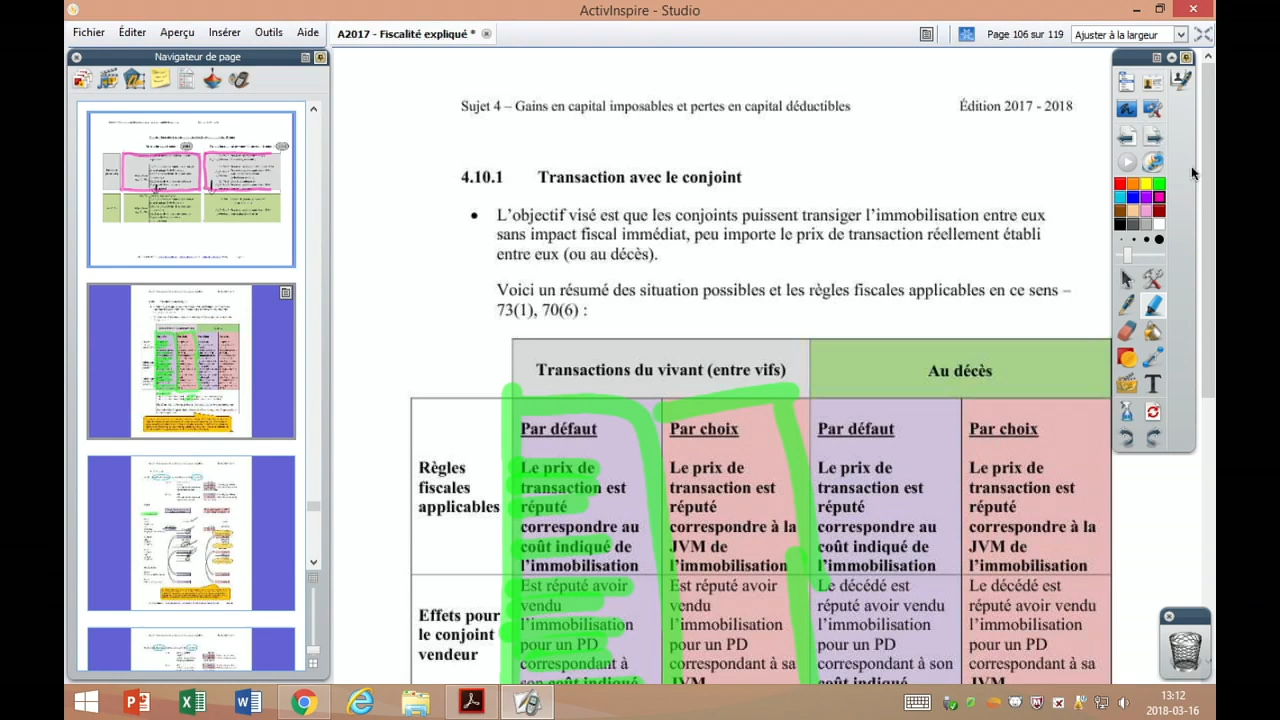 ActivInspire - Studio
Fichier Éditer Aperçu Insérer Outils Aide
A2017 - Fiscalité expliqué *
Page 106 sur 119
Ajuster à la largeur
Navigateur de page
Sujet 4 – Gains en capital imposables et pertes en capital déductibles Édition 2017 - 2018
4.10.1 Transaction avec le conjoint
• L’objectif visé est que les conjoints puissent transiger l’immobilisation entre eux
sans impact fiscal immédiat, peu importe le prix de transaction réellement établi
entre eux (ou au décès).
Voici un résumé des situation possibles et les règles fiscales applicables en ce sens –
73(1), 70(6) :
Transactions du vivant (entre vifs) Au décès
Par défaut Par choix Par défaut Par choix
Règles Le prix de Le prix de Le prix de Le prix de
fiscales transaction est transaction est transaction est transaction est
applicables réputé réputé réputé réputé
correspondre au correspondre à la correspondre au correspondre à la
coût indiqué de JVM de coût indiqué de JVM de
l’immobilisation l’immobilisation l’immobilisation l’immobilisation
Est réputé avoir Est réputé avoir Le décédé est Le décédé est
vendu vendu réputé avoir vendu réputé avoir vendu
Effets pour l’immobilisation l’immobilisation l’immobilisation l’immobilisation
le conjoint pour un PD pour un PD pour un PD pour un PD
vendeur correspondant à correspondant à sa correspondant à son correspondant à sa
son coût indiqué JVM coût indiqué JVM
13:12
2018-03-16